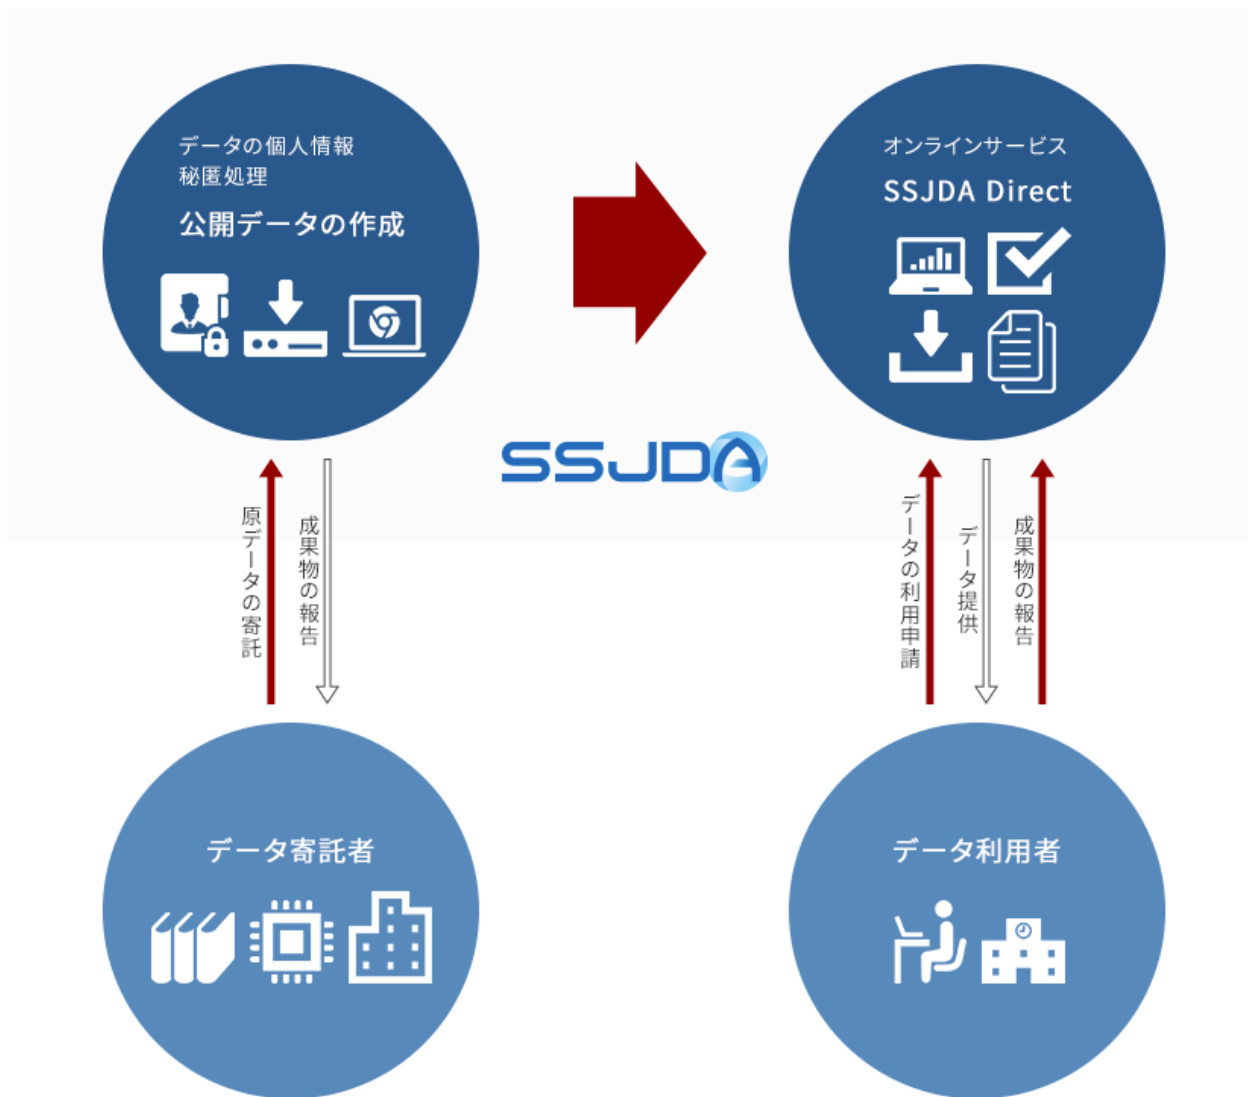 データの個人情報
秘匿処理
公開データの作成
オンラインサービス
SSJDA Direct
SSJDA
原データの寄託
成果物の報告
データの利用申請
データ提供
成果物の報告
データ寄託者
データ利用者